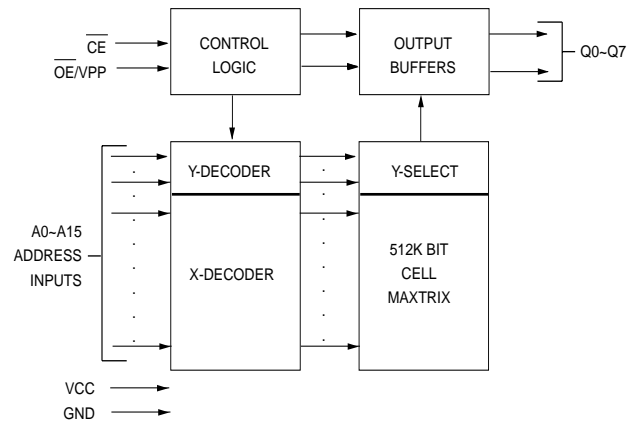 CE
OE/VPP
CONTROL
LOGIC
OUTPUT
BUFFERS
Q0~Q7
Y-DECODER
Y-SELECT
A0~A15
ADDRESS
INPUTS
X-DECODER
512K BIT
CELL
MAXTRIX
VCC
GND